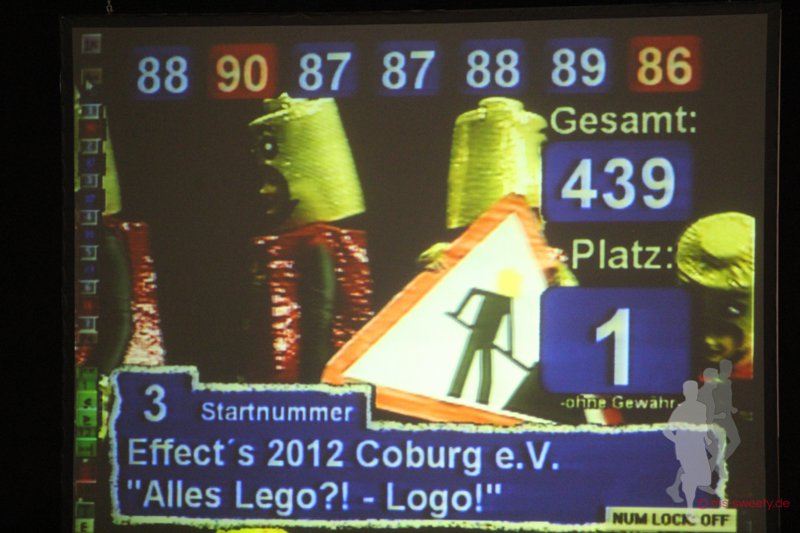 88 90 87 87 88 89 86
Gesamt:
439
Platz:
1
-ohne Gewähr-
3 Startnummer
Effect´s 2012 Coburg e.V.
"Alles Lego?! - Logo!"
NUM LOCK: OFF